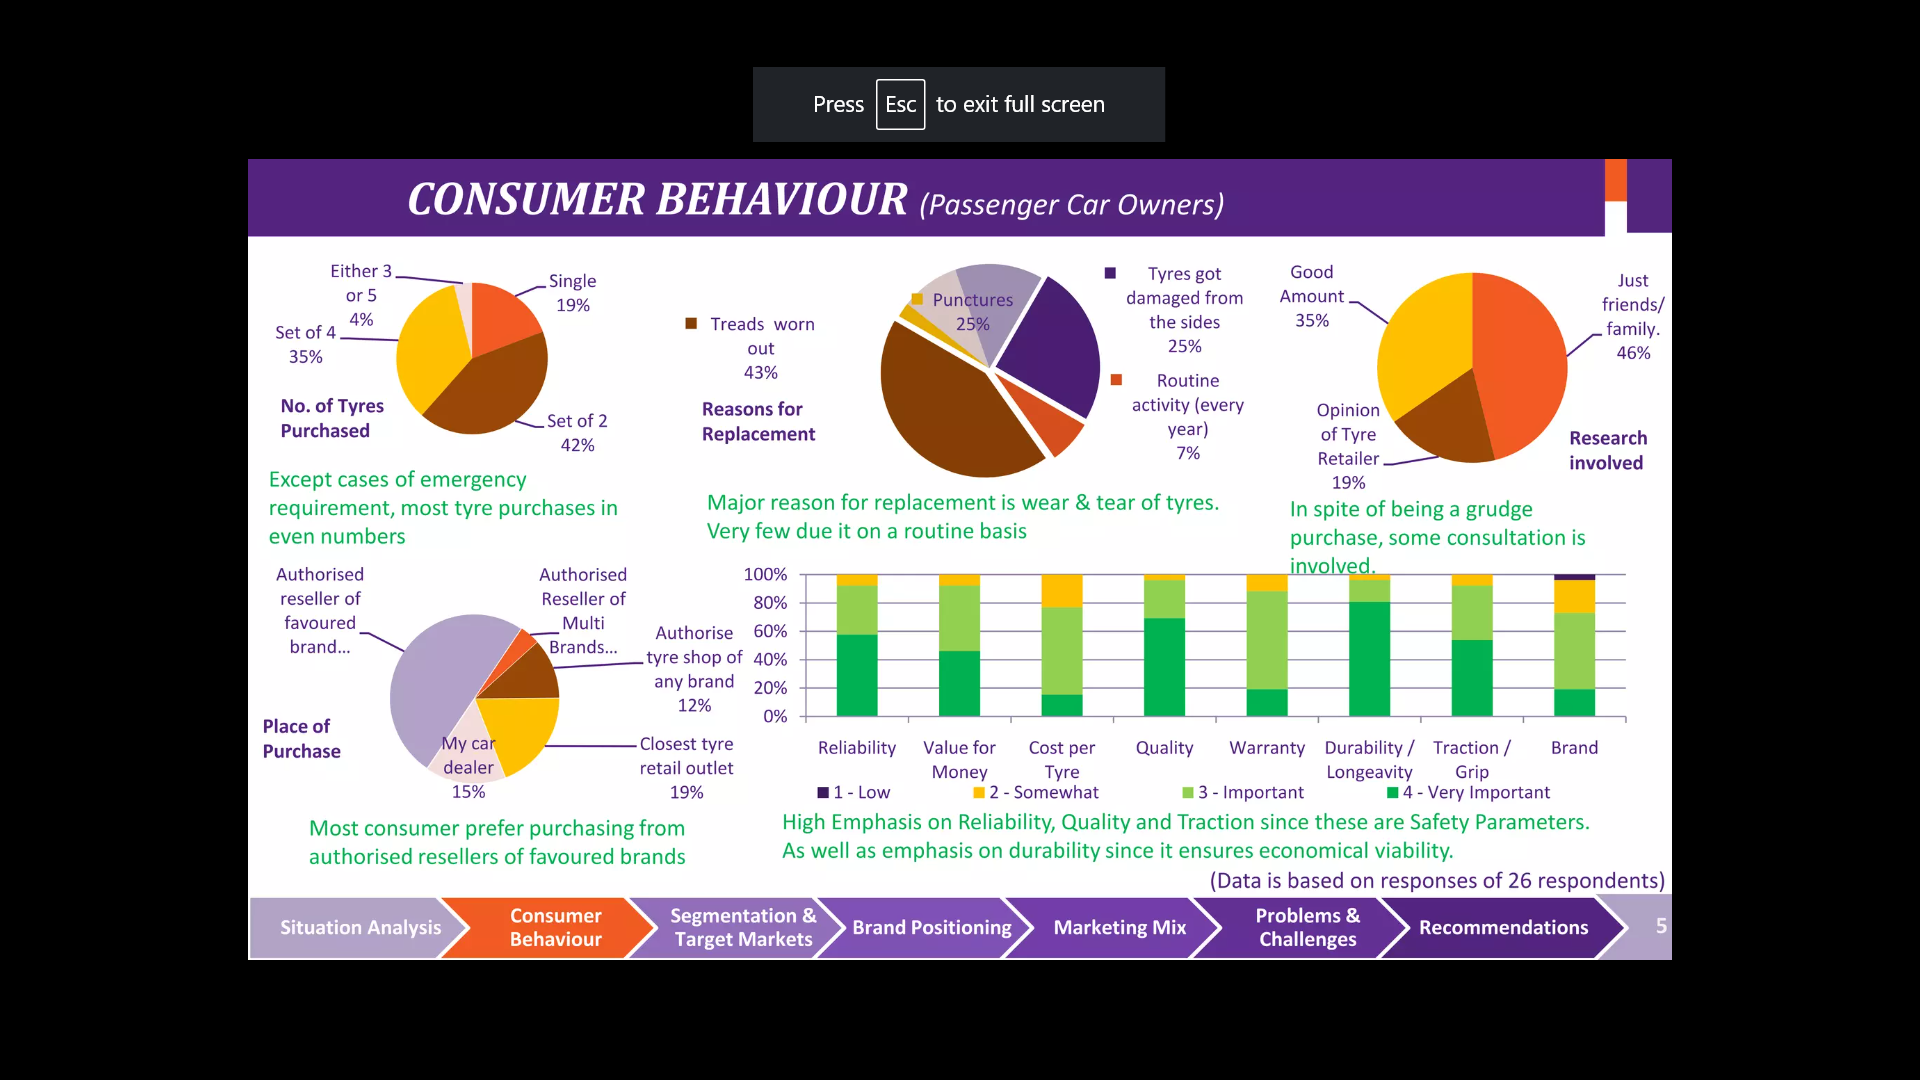 Press Esc to exit full screen
CONSUMER BEHAVIOUR (Passenger Car Owners)
Either 3
or 5
4%
Single
19%
Set of 4
35%
Set of 2
42%
No. of Tyres
Purchased
Except cases of emergency
requirement, most tyre purchases in
even numbers
Treads worn
out
43%
Punctures
25%
Tyres got
damaged from
the sides
25%
Routine
activity (every
year)
7%
Reasons for
Replacement
Major reason for replacement is wear & tear of tyres.
Very few due it on a routine basis
Good
Amount
35%
Just
friends/
family.
46%
Opinion
of Tyre
Retailer
19%
Research
involved
In spite of being a grudge
purchase, some consultation is
involved.
Authorised
reseller of
favoured
brand...
Authorised
Reseller of
Multi
Brands...
Authorise
tyre shop of
any brand
12%
Closest tyre
retail outlet
19%
My car
dealer
15%
Place of
Purchase
Most consumer prefer purchasing from
authorised resellers of favoured brands
100%
80%
60%
40%
20%
0%
Reliability
Value for
Money
Cost per
Tyre
Quality
Warranty
Durability /
Longeavity
Traction /
Grip
Brand
1 - Low
2 - Somewhat
3 - Important
4 - Very Important
High Emphasis on Reliability, Quality and Traction since these are Safety Parameters.
As well as emphasis on durability since it ensures economical viability.
(Data is based on responses of 26 respondents)
Situation Analysis
Consumer
Behaviour
Segmentation &
Target Markets
Brand Positioning
Marketing Mix
Problems &
Challenges
Recommendations
5